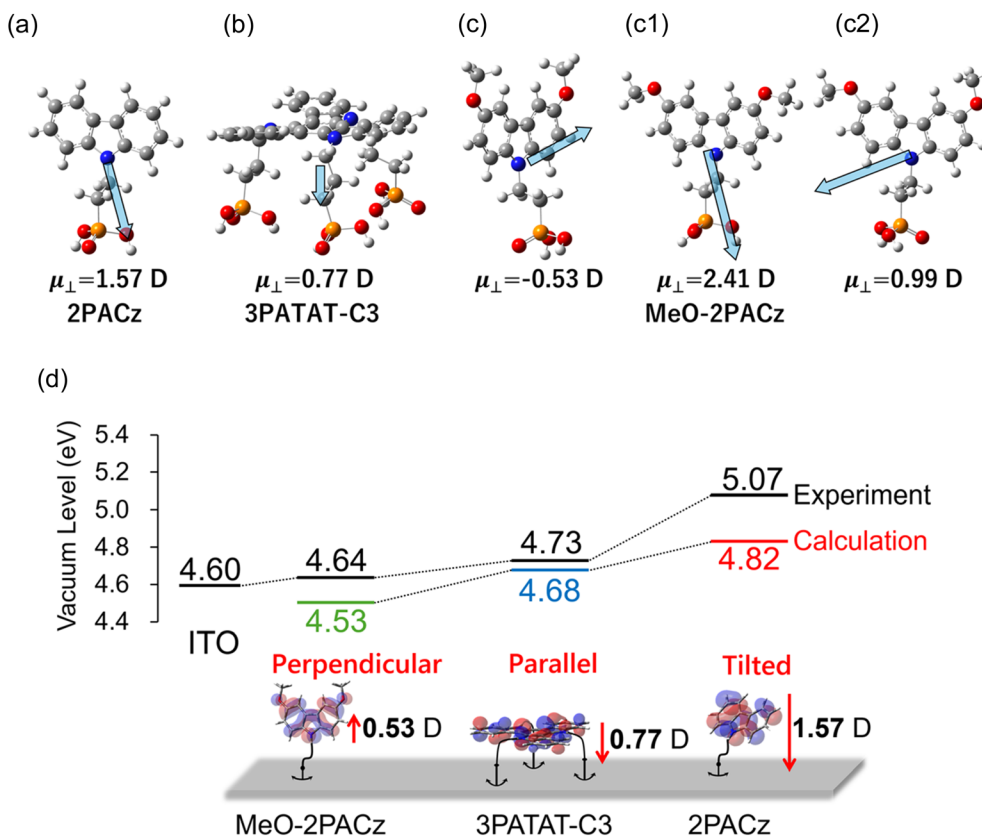 (a) (b) (c) (c1) (c2)
μ⊥=1.57 D μ⊥=0.77 D μ⊥=-0.53 D μ⊥=2.41 D μ⊥=0.99 D
2PACz 3PATAT-C3 MeO-2PACz
(d)
Vacuum Level (eV)
5.4
5.2
5.0
4.8
4.6
4.4
4.60
ITO
4.64
4.53
4.73
4.68
5.07
4.82
Experiment
Calculation
Perpendicular Parallel Tilted
0.53 D 0.77 D 1.57 D
MeO-2PACz 3PATAT-C3 2PACz